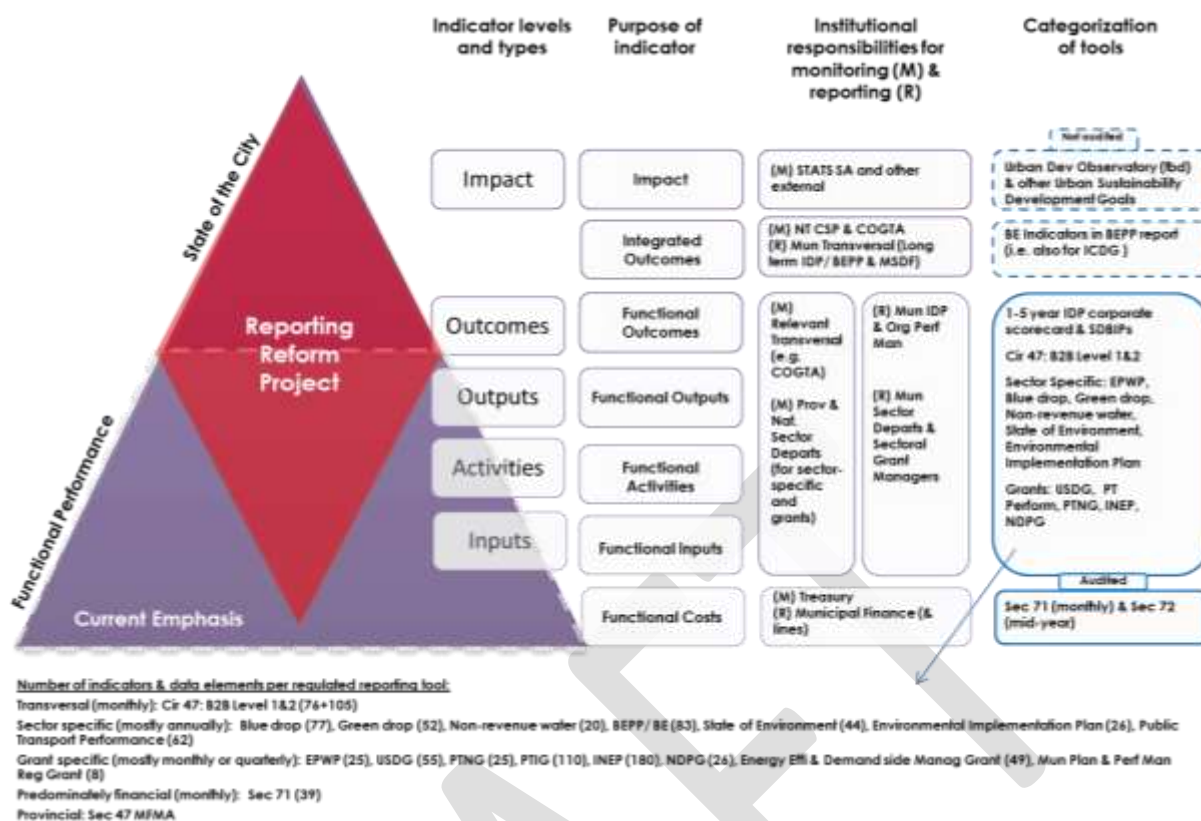 Indicator levels
and types
Purpose of
indicator
Institutional
responsibilities for
monitoring (M) &
reporting (R)
Categorization
of tools
State of the City
Functional Performance
Reporting
Reform
Project
Current Emphasis
Impact
Outcomes
Outputs
Activities
Inputs
Impact
Integrated
Outcomes
Functional
Outcomes
Functional Outputs
Functional
Activities
Functional Inputs
Functional Costs
(M) STATS SA and other
external
(M) NT CSP & COGTA
(R) Mun Transversal (Long
term IDP/ BEPP & MSDF)
(M)
Relevant
Transversal
(e.g.
COGTA)
(M) Prov &
Nat
Sector
Departs
(for sector-
specific
and
grants)
(R) Mun IDP
& Org Perf
Man
(R) Mun
Sector
Departs &
Sectoral
Grant
Managers
(M) Treasury
(R) Municipal Finance (&
lines)
Not audited
Urban Dev Observatory (tbd)
& other Urban Sustainability
Development Goals
BE Indicators in BEPP report
(i.e. also for ICDG )
1-5 year IDP corporate
scorecard & SDBIPs
Cir 47: B2B Level 1&2
Sector Specific: EPWP,
Blue drop, Green drop,
Non-revenue water,
State of Environment,
Environmental
Implementation Plan
Grants: USDG, PT
Perform, PTNG, INEP,
NDPG
Audited
Sec 71 (monthly) & Sec 72
(mid-year)
Number of indicators & data elements per regulated reporting tool:
Transversal (monthly): Cir 47: B2B Level 1&2 (76+105)
Sector specific (mostly annually): Blue drop (77), Green drop (52), Non-revenue water (20), BEPP/ BE (83), State of Environment (44), Environmental Implementation Plan (26), Public
Transport Performance (62)
Grant specific (mostly monthly or quarterly): EPWP (25), USDG (55), PTNG (25), PTIG (110), INEP (180), NDPG (26), Energy Effi & Demand side Manag Grant (49), Mun Plan & Perf Man
Reg Grant (8)
Predominately financial (monthly): Sec 71 (39)
Provincial: Sec 47 MFMA